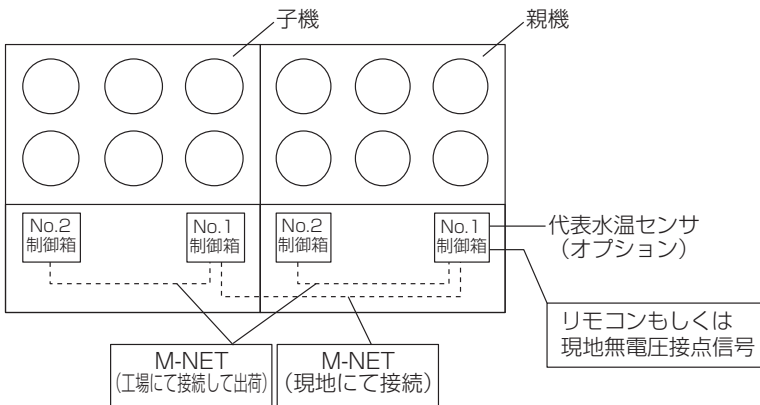 子機
親機
No.2
制御箱
No.1
制御箱
No.2
制御箱
No.1
制御箱
代表水温センサ
(オプション)
リモコンもしくは
現地無電圧接点信号
M-NET
(工場にて接続して出荷)
M-NET
(現地にて接続)